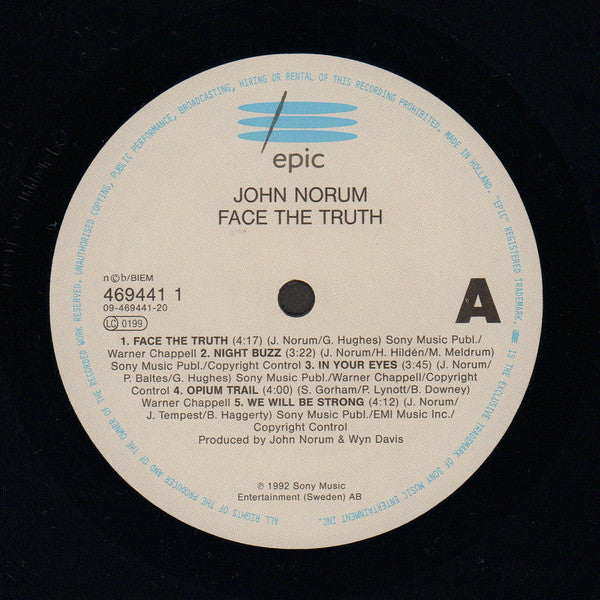 epic
JOHN NORUM
FACE THE TRUTH
n©b/BIEM
469441 1
09-469441-20
LC 0199
A
1. FACE THE TRUTH (4:17) (J. Norum/G. Hughes) Sony Music Publ./
Warner Chappell 2. NIGHT BUZZ (3:22) (J. Norum/H. Hildén/M. Meldrum)
Sony Music Publ./Copyright Control 3. IN YOUR EYES (3:45) (J. Norum/
P. Baltes/G. Hughes) Sony Music Publ./Warner Chappell/Copyright
Control 4. OPIUM TRAIL (4:00) (S. Gorham/P. Lynott/B. Downey)
Warner Chappell 5. WE WILL BE STRONG (4:12) (J. Norum/
J. Tempest/B. Haggerty) Sony Music Publ./EMI Music Inc./
Copyright Control
Produced by John Norum & Wyn Davis
℗ 1992 Sony Music
Entertainment (Sweden) AB
ALL RIGHTS OF THE PRODUCER AND OF THE OWNER OF THE RECORDED WORK RESERVED. UNAUTHORISED COPYING, PUBLIC PERFORMANCE, BROADCASTING, HIRING OR RENTAL OF THIS RECORDING PROHIBITED. MADE IN HOLLAND. "EPIC" REGISTERED TRADEMARK. IS THE EXCLUSIVE TRADEMARK OF SONY MUSIC ENTERTAINMENT INC.